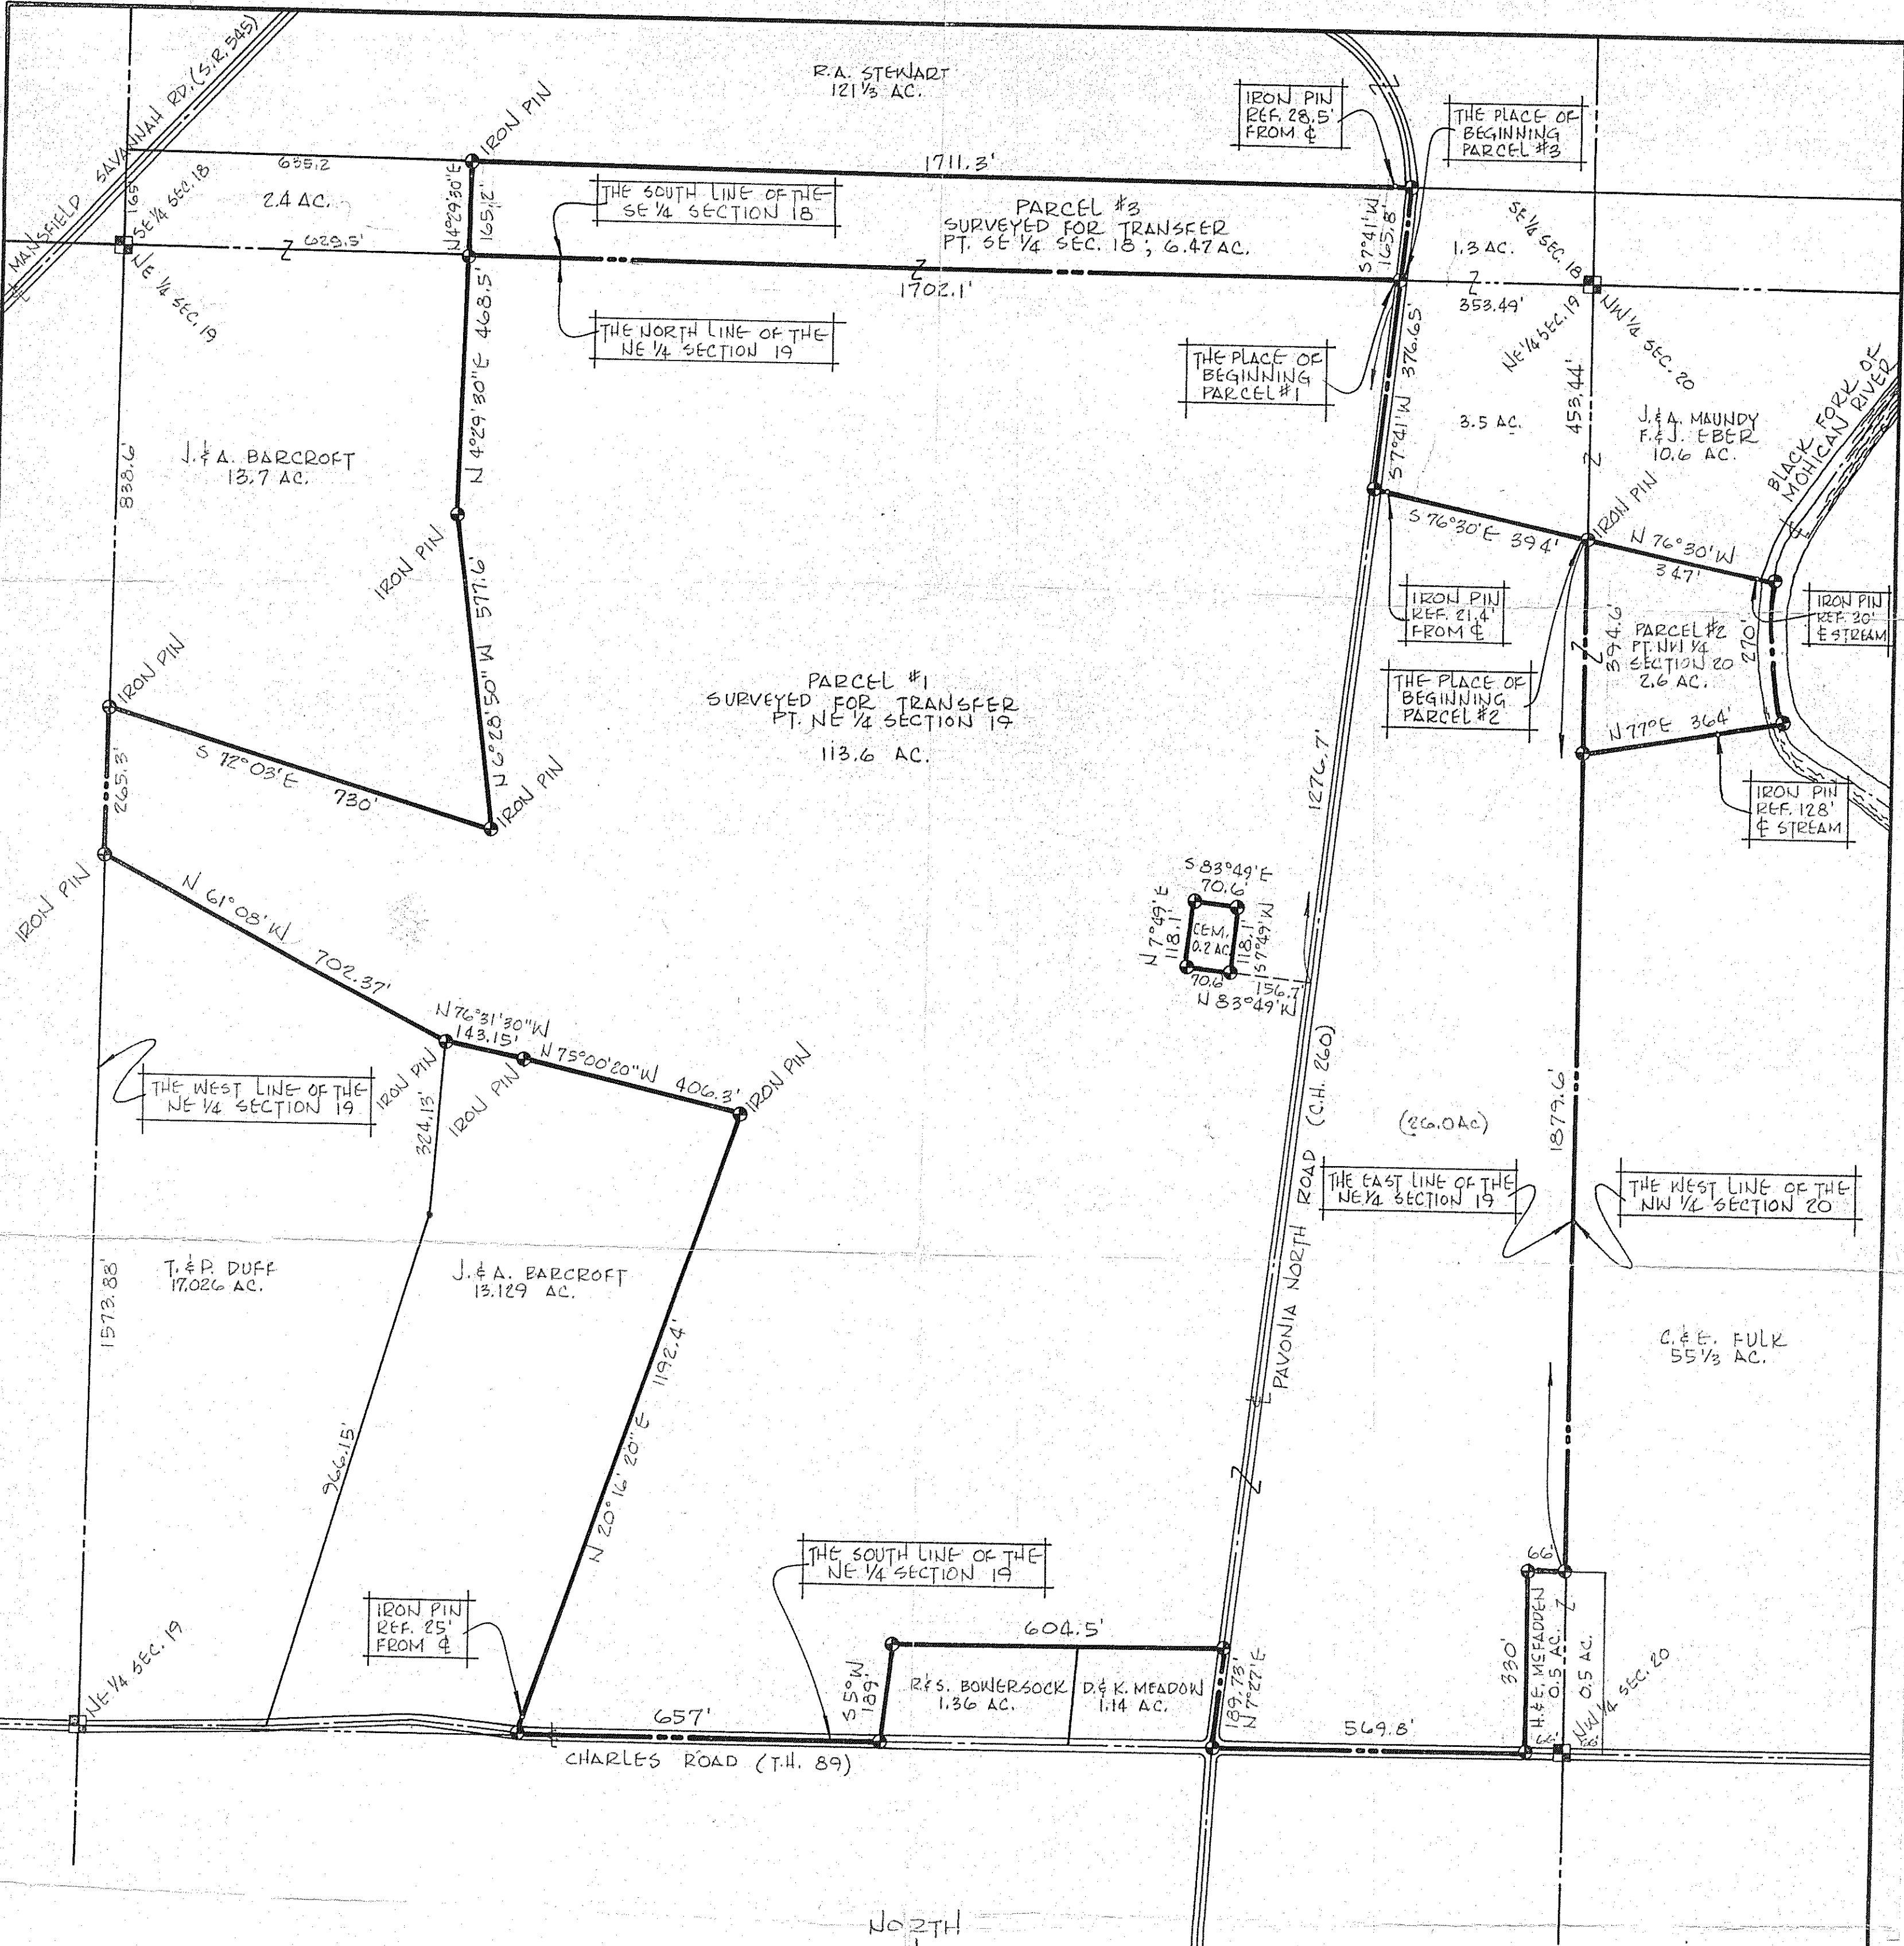 R.A. STEWART
121 1/3 AC.
MANSFIELD SAVANNAH RD. (S.R. 545)
IRON PIN
IRON PIN
REF. 28.5'
FROM ℄
THE PLACE OF
BEGINNING
PARCEL #3
635.2
2.4 AC.
165'
SE 1/4 SEC. 18
NE 1/4 SEC. 19
629.5'
N 4°29'30" E
165.2'
1711.3'
THE SOUTH LINE OF THE
SE 1/4 SECTION 18
PARCEL #3
SURVEYED FOR TRANSFER
PT. SE 1/4 SEC. 18 ; 6.47 AC.
S 7°41' W
165.8'
1.3 AC.
SE 1/4 SEC. 18
1702.1'
353.49'
THE NORTH LINE OF THE
NE 1/4 SECTION 19
THE PLACE OF
BEGINNING
PARCEL #1
NE 1/4 SEC. 19
NW 1/4 SEC. 20
S 7°41' W 376.65'
3.5 AC.
453.44'
J. & A. MAUNDY
F. & J. EBER
10.6 AC.
BLACK FORK OF
MOHICAN RIVER
J. & A. BARCROFT
13.7 AC.
838.6'
N 4°29'30" E 468.5'
IRON PIN
N 6°28'50" W 577.6'
S 76°30' E 394'
IRON PIN
N 76°30' W
347'
IRON PIN
REF. 21.4'
FROM ℄
IRON PIN
REF. 20'
℄ STREAM
394.6'
PARCEL #2
PT. NW 1/4
SECTION 20
2.6 AC.
270'
THE PLACE OF
BEGINNING
PARCEL #2
N 77° E 364'
IRON PIN
REF. 128'
℄ STREAM
PARCEL #1
SURVEYED FOR TRANSFER
PT. NE 1/4 SECTION 19
113.6 AC.
IRON PIN
265.3'
S 72°03' E 730'
IRON PIN
IRON PIN
1276.7'
S 83°49' E
70.6'
N 7°49' E
118.1'
CEM.
0.2 AC.
118.1'
S 7°49' W
70.6'
156.7'
N 83°49' W
N 61°08' W 702.37'
N 76°31'30" W
143.15'
N 75°00'20" W 406.3'
IRON PIN
IRON PIN
IRON PIN
THE WEST LINE OF THE
NE 1/4 SECTION 19
324.13'
(26.0 AC)
1879.6'
THE EAST LINE OF THE
NE 1/4 SECTION 19
THE WEST LINE OF THE
NW 1/4 SECTION 20
PAVONIA NORTH ROAD (C.H. 260)
T. & P. DUFF
17.026 AC.
J. & A. BARCROFT
13.129 AC.
1573.88'
966.15'
N 20°16'20" E 1192.4'
C. & E. FULK
55 1/3 AC.
THE SOUTH LINE OF THE
NE 1/4 SECTION 19
IRON PIN
REF. 25'
FROM ℄
NE 1/4 SEC. 19
604.5'
S 5° W
189'
R. & S. BOWERSOCK
1.36 AC.
D. & K. MEADOW
1.14 AC.
189.73'
N 7°27' E
66'
330'
H. & E. McFADDEN
0.5 AC.
0.5 AC.
66'
66'
NW 1/4 SEC. 20
657'
569.8'
CHARLES ROAD (T.H. 89)
NORTH